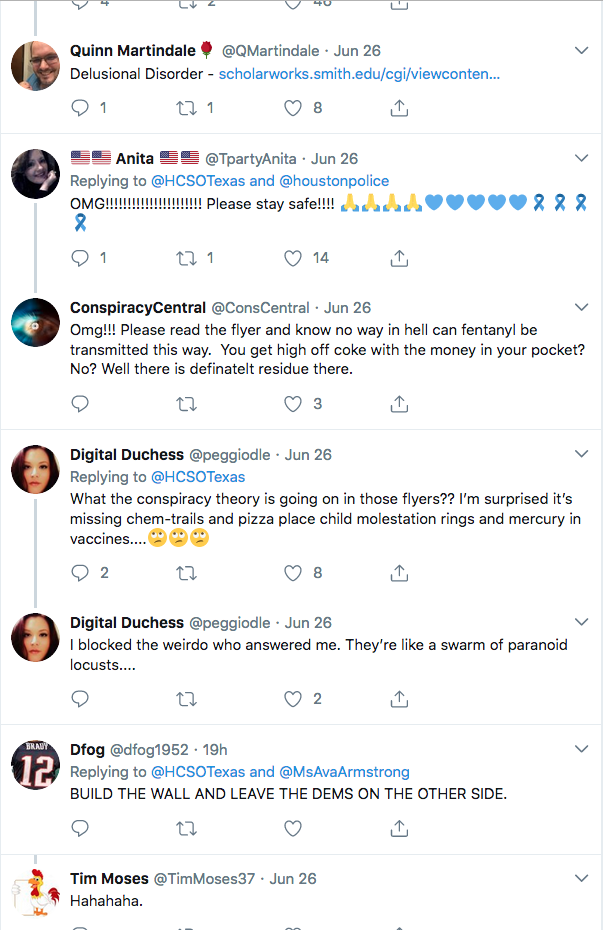 4 2 40
Quinn Martindale @QMartindale · Jun 26
Delusional Disorder - scholarworks.smith.edu/cgi/viewconten...
1 1 8
Anita @TpartyAnita · Jun 26
Replying to @HCSOTexas and @houstonpolice
OMG!!!!!!!!!!!!!!!!!!!!!! Please stay safe!!!! 🙏🙏🙏🙏💙💙💙💙💙🎗🎗🎗
🎗
1 1 14
ConspiracyCentral @ConsCentral · Jun 26
Omg!!! Please read the flyer and know no way in hell can fentanyl be
transmitted this way. You get high off coke with the money in your pocket?
No? Well there is definatelt residue there.
3
Digital Duchess @peggiodle · Jun 26
Replying to @HCSOTexas
What the conspiracy theory is going on in those flyers?? I'm surprised it's
missing chem-trails and pizza place child molestation rings and mercury in
vaccines....🙄🙄🙄
2 8
Digital Duchess @peggiodle · Jun 26
I blocked the weirdo who answered me. They're like a swarm of paranoid
locusts....
2
BRADY
12
Dfog @dfog1952 · 19h
Replying to @HCSOTexas and @MsAvaArmstrong
BUILD THE WALL AND LEAVE THE DEMS ON THE OTHER SIDE.
Tim Moses @TimMoses37 · Jun 26
Hahahaha.